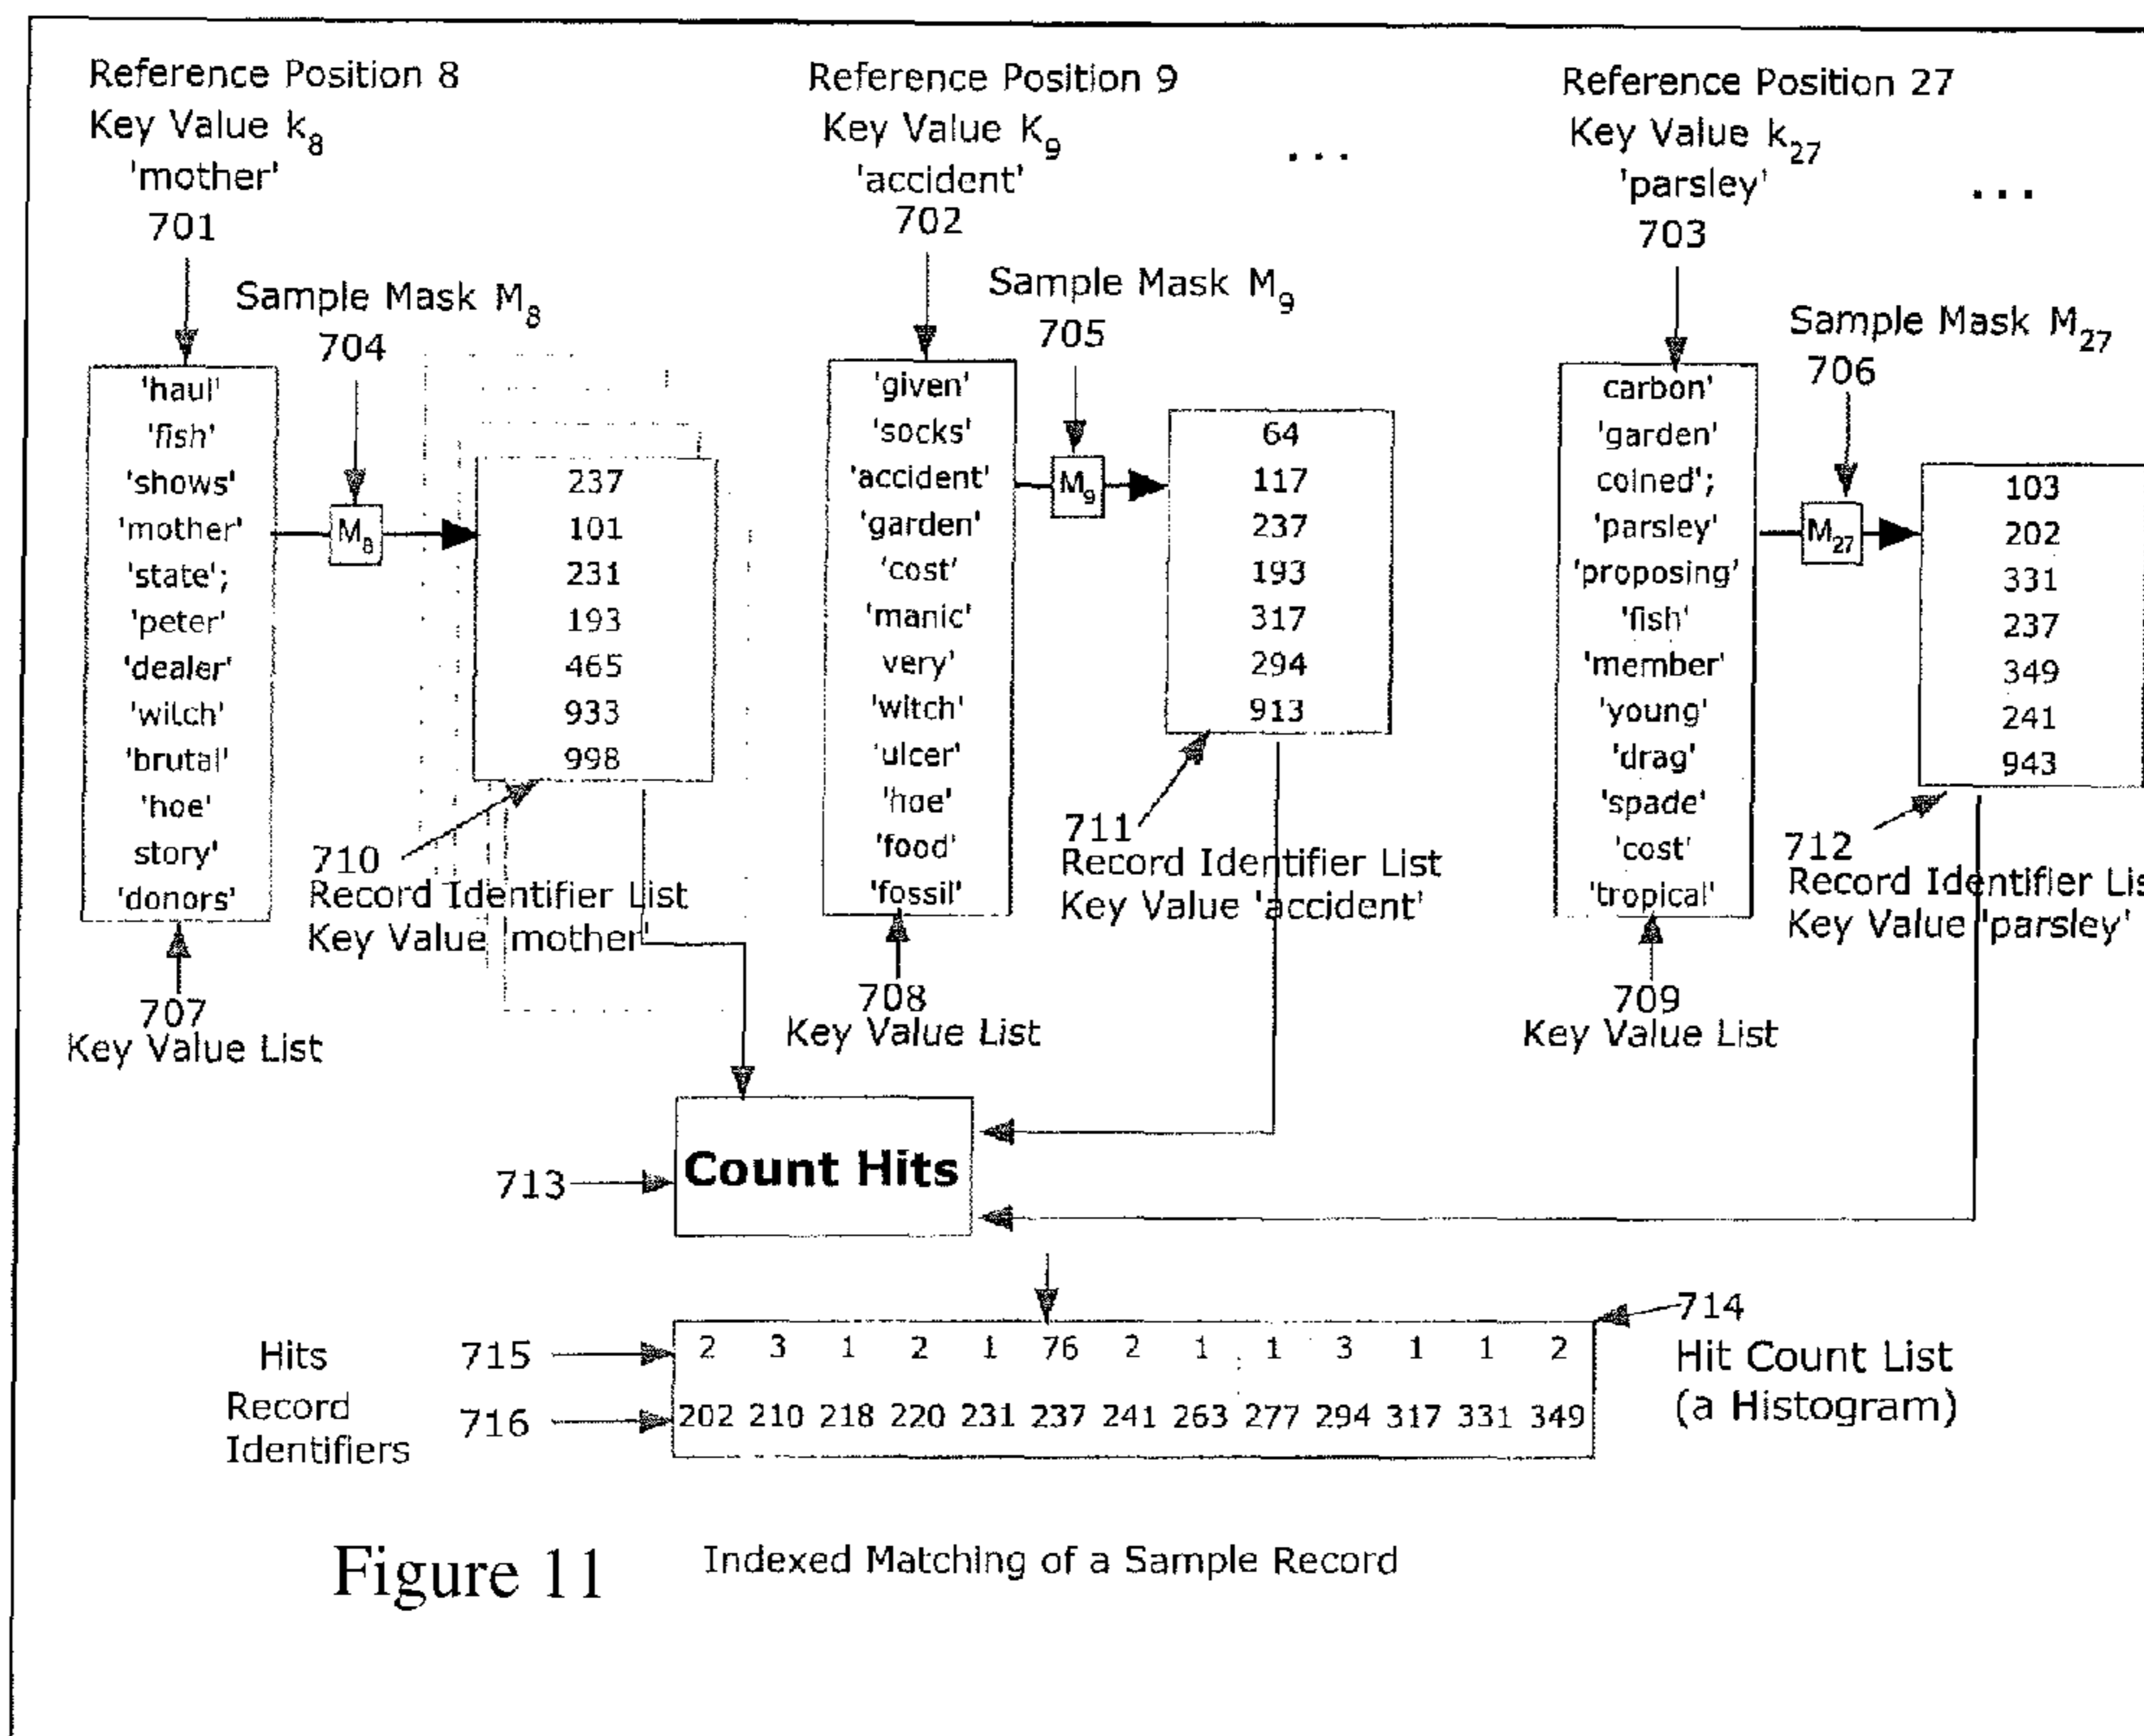 Reference Position 8
Key Value k8
'mother'
701
Reference Position 9
Key Value K9
'accident'
702
...
Reference Position 27
Key Value k27
'parsley'
703
...
Sample Mask M8
704
Sample Mask M9
705
Sample Mask M27
706
'haul'
'fish'
'shows'
'mother'
'state';
'peter'
'dealer'
'witch'
'brutal'
'hoe'
story'
'donors'
M8
237
101
231
193
465
933
998
'given'
'socks'
'accident'
'garden'
'cost'
'manic'
very'
'witch'
'ulcer'
'hoe'
'food'
'fossil'
M9
64
117
237
193
317
294
913
carbon'
'garden'
coined';
'parsley'
'proposing'
'fish'
'member'
'young'
'drag'
'spade'
'cost'
'tropical'
M27
103
202
331
237
349
241
943
710
Record Identifier List
Key Value 'mother'
711
Record Identifier List
Key Value 'accident'
712
Record Identifier Lis
Key Value 'parsley'
707
Key Value List
708
Key Value List
709
Key Value List
713
Count Hits
714
Hit Count List
(a Histogram)
Hits 715
2 3 1 2 1 76 2 1 1 3 1 1 2
Record
Identifiers
716
202 210 218 220 231 237 241 263 277 294 317 331 349
Figure 11
Indexed Matching of a Sample Record